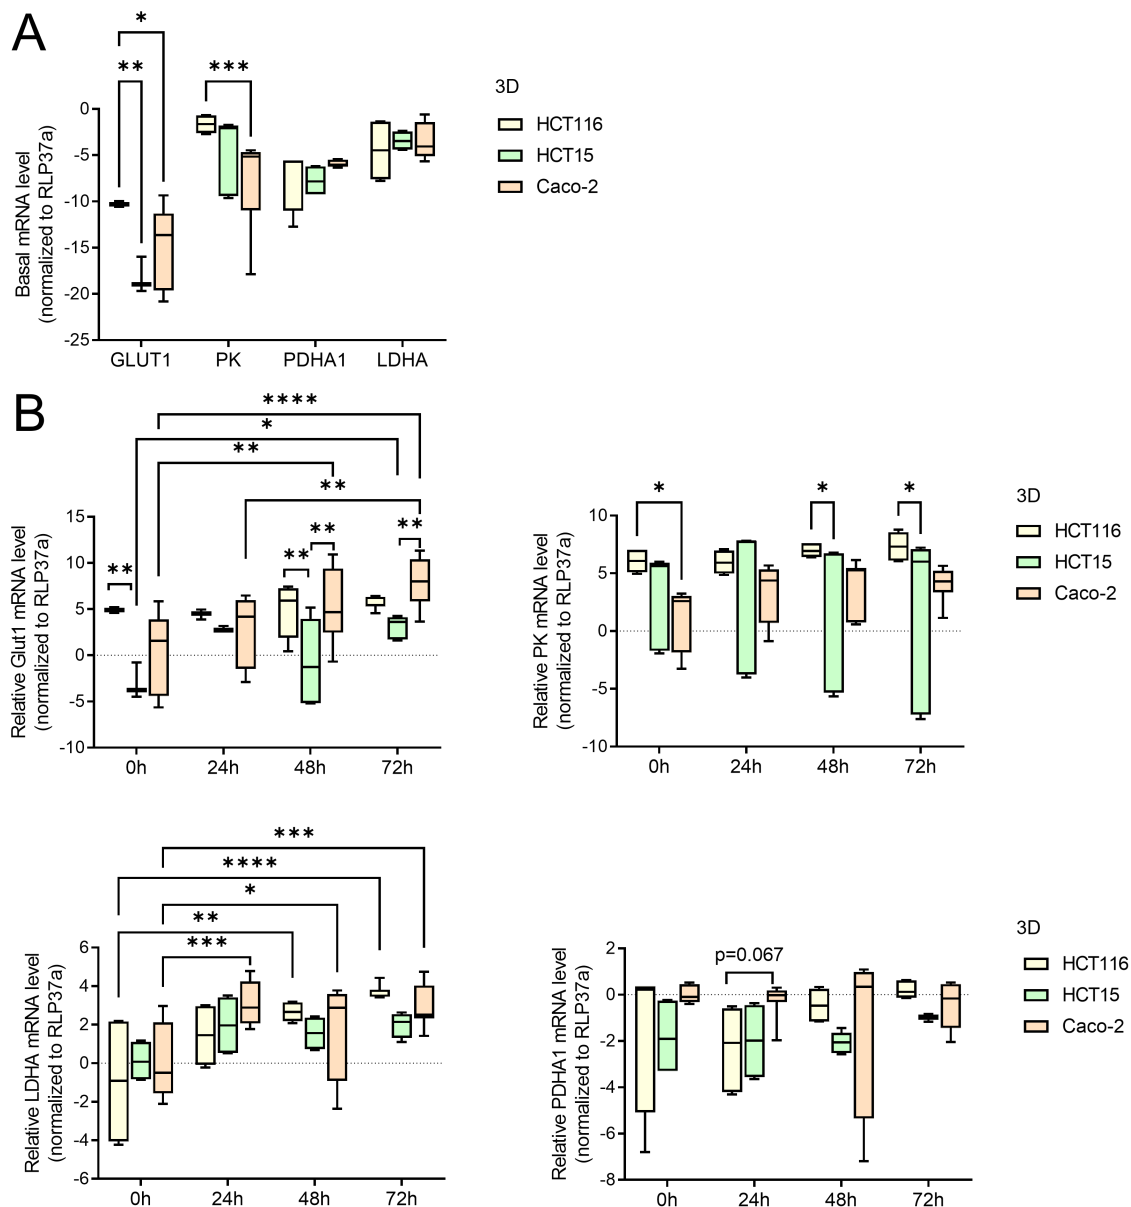 A
*
**
***
0
-5
-10
-15
-20
-25
Basal mRNA level
(normalized to RLP37a)
GLUT1 PK PDHA1 LDHA
3D
HCT116
HCT15
Caco-2
B
****
*
**
**
**
**
**
**
15
10
5
0
-5
-10
Relative Glut1 mRNA level
(normalized to RLP37a)
0h 24h 48h 72h
*
*
*
10
5
0
-5
-10
Relative PK mRNA level
(normalized to RLP37a)
0h 24h 48h 72h
3D
HCT116
HCT15
Caco-2
***
****
*
**
***
6
4
2
0
-2
-4
-6
Relative LDHA mRNA level
(normalized to RLP37a)
0h 24h 48h 72h
p=0.067
2
0
-2
-4
-6
-8
Relative PDHA1 mRNA level
(normalized to RLP37a)
0h 24h 48h 72h
3D
HCT116
HCT15
Caco-2